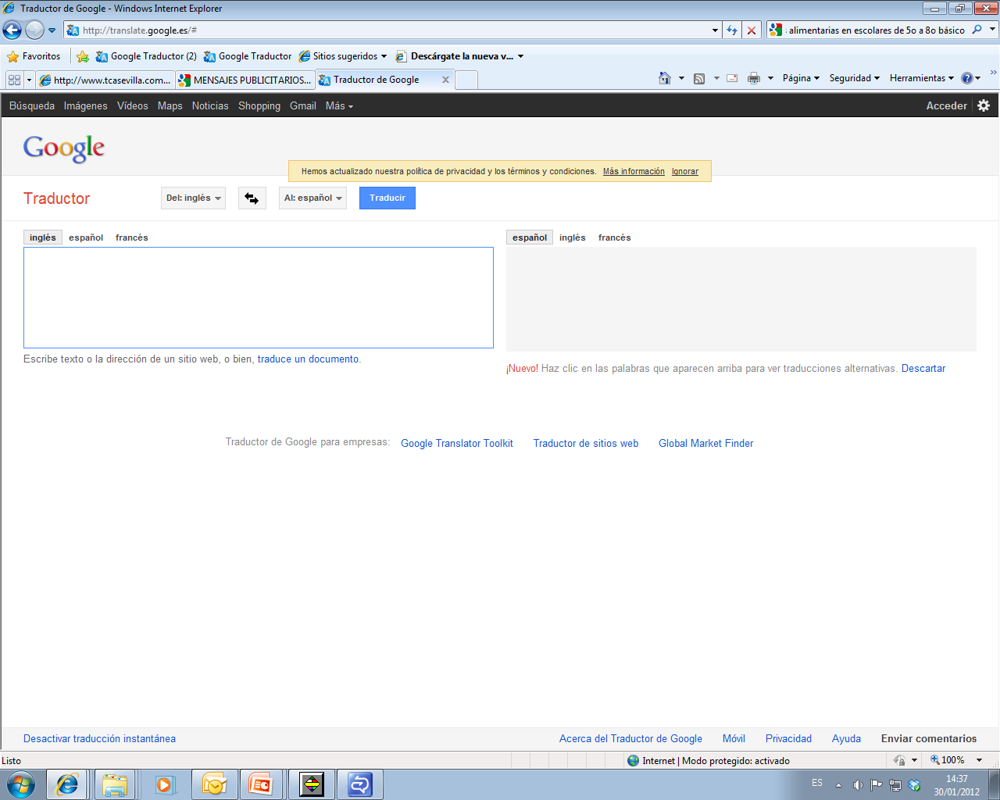 Traductor de Google - Windows Internet Explorer
http://translate.google.es/#
alimentarias en escolares de 5o a 8o básico
Favoritos Google Traductor (2) Google Traductor Sitios sugeridos Descárgate la nueva v...
http://www.tcasevilla.com... MENSAJES PUBLICITARIOS... Traductor de Google Página Seguridad Herramientas
Búsqueda Imágenes Vídeos Maps Noticias Shopping Gmail Más Acceder
Google
Hemos actualizado nuestra política de privacidad y los términos y condiciones. Más información Ignorar
Traductor Del: inglés Al: español Traducir
inglés español francés español inglés francés
Escribe texto o la dirección de un sitio web, o bien, traduce un documento.
¡Nuevo! Haz clic en las palabras que aparecen arriba para ver traducciones alternativas. Descartar
Traductor de Google para empresas: Google Translator Toolkit Traductor de sitios web Global Market Finder
Desactivar traducción instantánea Acerca del Traductor de Google Móvil Privacidad Ayuda Enviar comentarios
Listo Internet | Modo protegido: activado 100%
ES 14:37
30/01/2012